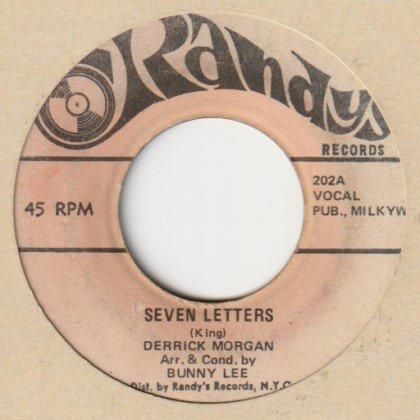 Randys
RECORDS
45 RPM
202A
VOCAL
PUB., MILKYW
SEVEN LETTERS
(King)
DERRICK MORGAN
Arr. & Cond. by
BUNNY LEE
Dist. by Randy's Records, N.Y.C